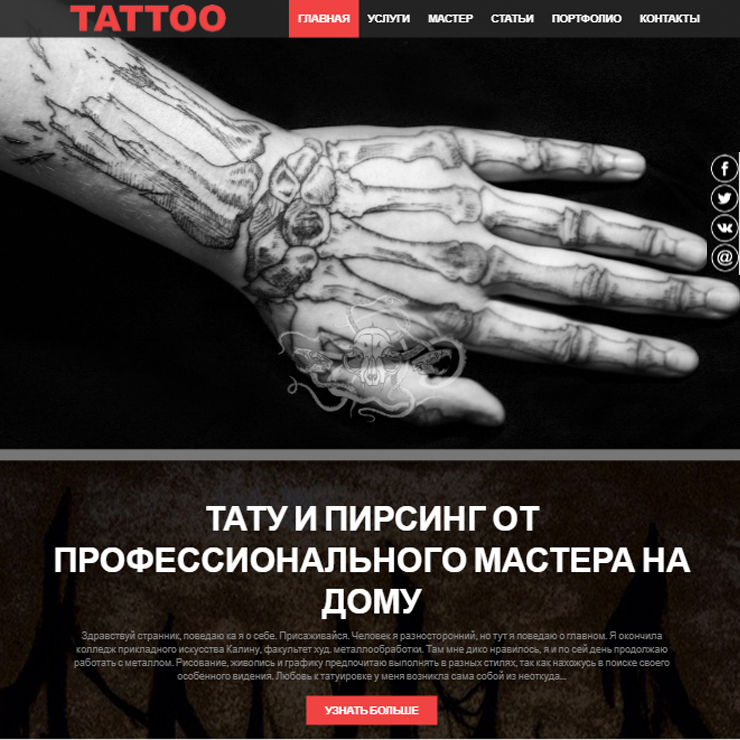 TATTOO
ГЛАВНАЯ УСЛУГИ МАСТЕР СТАТЬИ ПОРТФОЛИО КОНТАКТЫ
ТАТУ И ПИРСИНГ ОТ
ПРОФЕССИОНАЛЬНОГО МАСТЕРА НА
ДОМУ
Здравствуй странник, поведаю ка я о себе. Присаживайся. Человек я разносторонний, но тут я поведаю о главном. Я окончила
колледж прикладного искусства Калину, факультет худ. металлообработки. Там мне дико нравилось, я и по сей день продолжаю
работать с металлом. Рисование, живопись и графику предпочитаю выполнять в разных стилях, так как нахожусь в поиске своего
особенного видения. Любовь к татуировке у меня возникла сама собой из неоткуда...
УЗНАТЬ БОЛЬШЕ